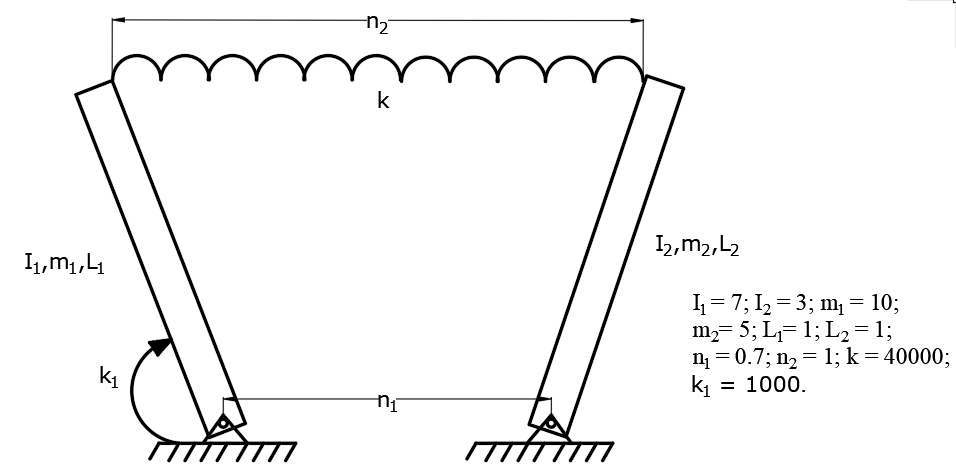 n₂
k
I₁,m₁,L₁
I₂,m₂,L₂
I₁ = 7; I₂ = 3; m₁ = 10;
m₂= 5; L₁= 1; L₂ = 1;
n₁ = 0.7; n₂ = 1; k = 40000;
k₁ = 1000.
k₁
n₁